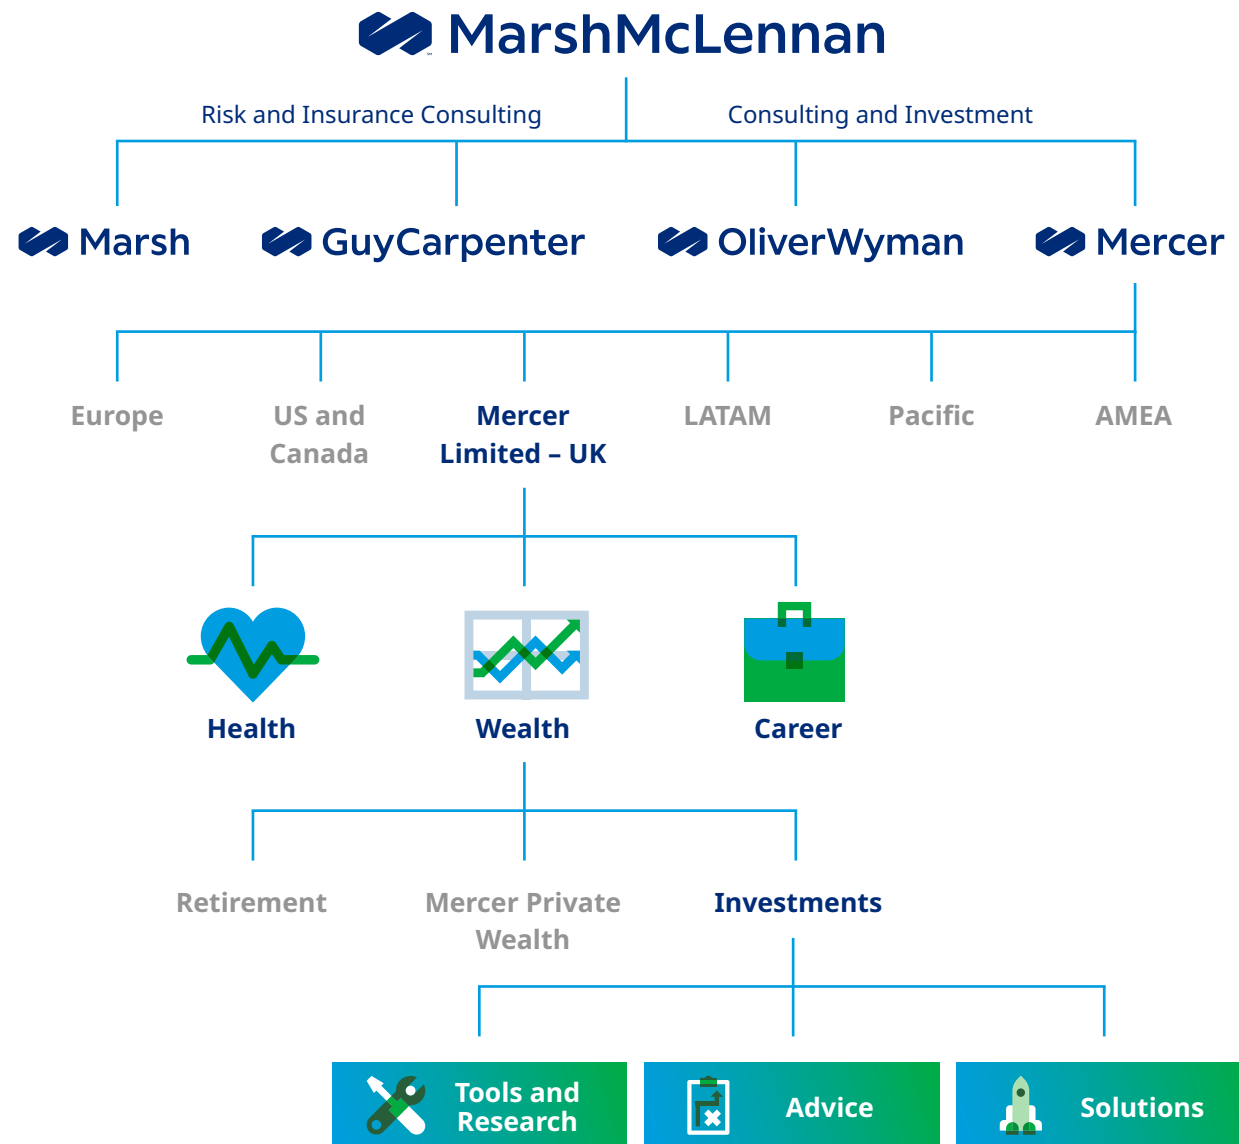 MarshMcLennan
Risk and Insurance Consulting
Consulting and Investment
Marsh
GuyCarpenter
OliverWyman
Mercer
Europe
US and
Canada
Mercer
Limited – UK
LATAM
Pacific
AMEA
Health
Wealth
Career
Retirement
Mercer Private
Wealth
Investments
Tools and
Research
Advice
Solutions